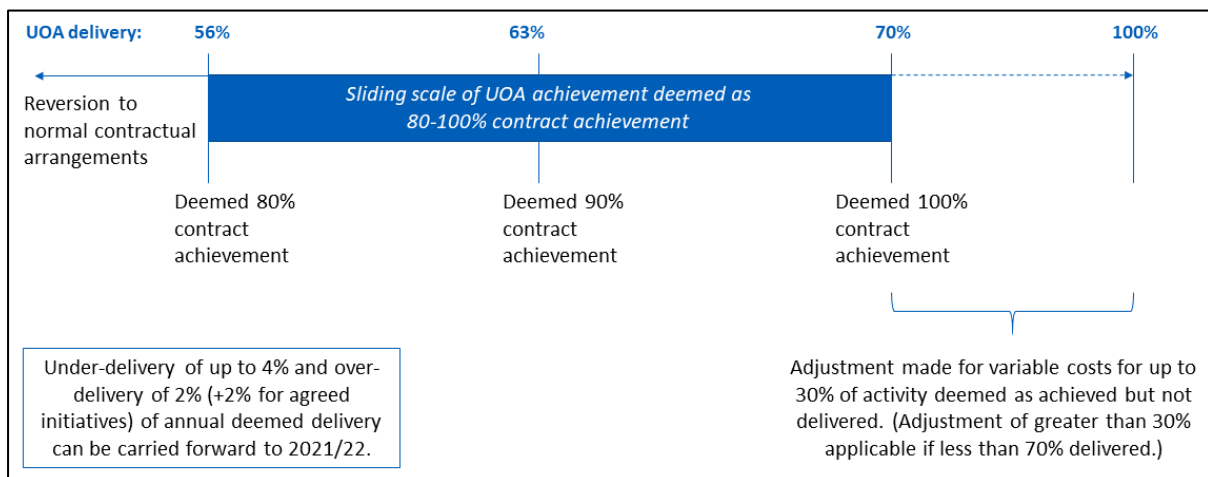 UOA delivery: 56% 63% 70% 100%
Sliding scale of UOA achievement deemed as
80-100% contract achievement
Reversion to
normal contractual
arrangements
Deemed 80%
contract
achievement
Deemed 90%
contract
achievement
Deemed 100%
contract
achievement
Under-delivery of up to 4% and over-
delivery of 2% (+2% for agreed
initiatives) of annual deemed delivery
can be carried forward to 2021/22.
Adjustment made for variable costs for up to
30% of activity deemed as achieved but not
delivered. (Adjustment of greater than 30%
applicable if less than 70% delivered.)